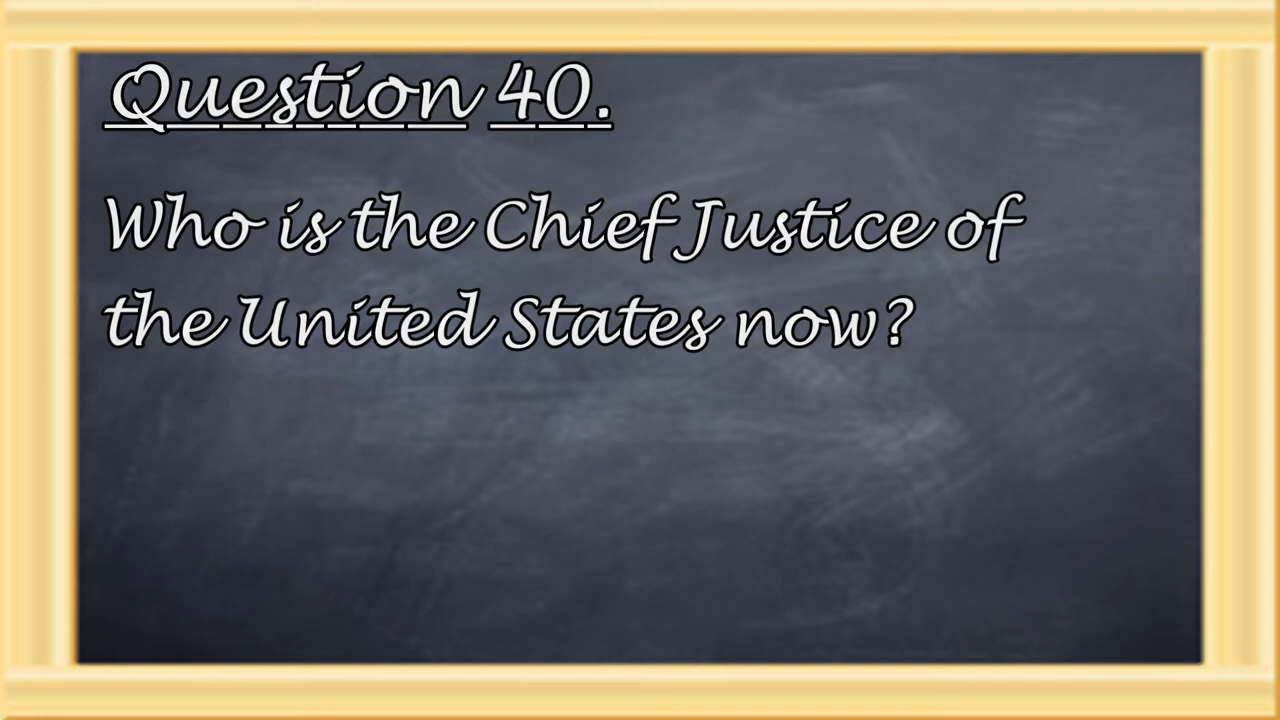 Question 40.
Who is the Chief Justice of
the United States now?